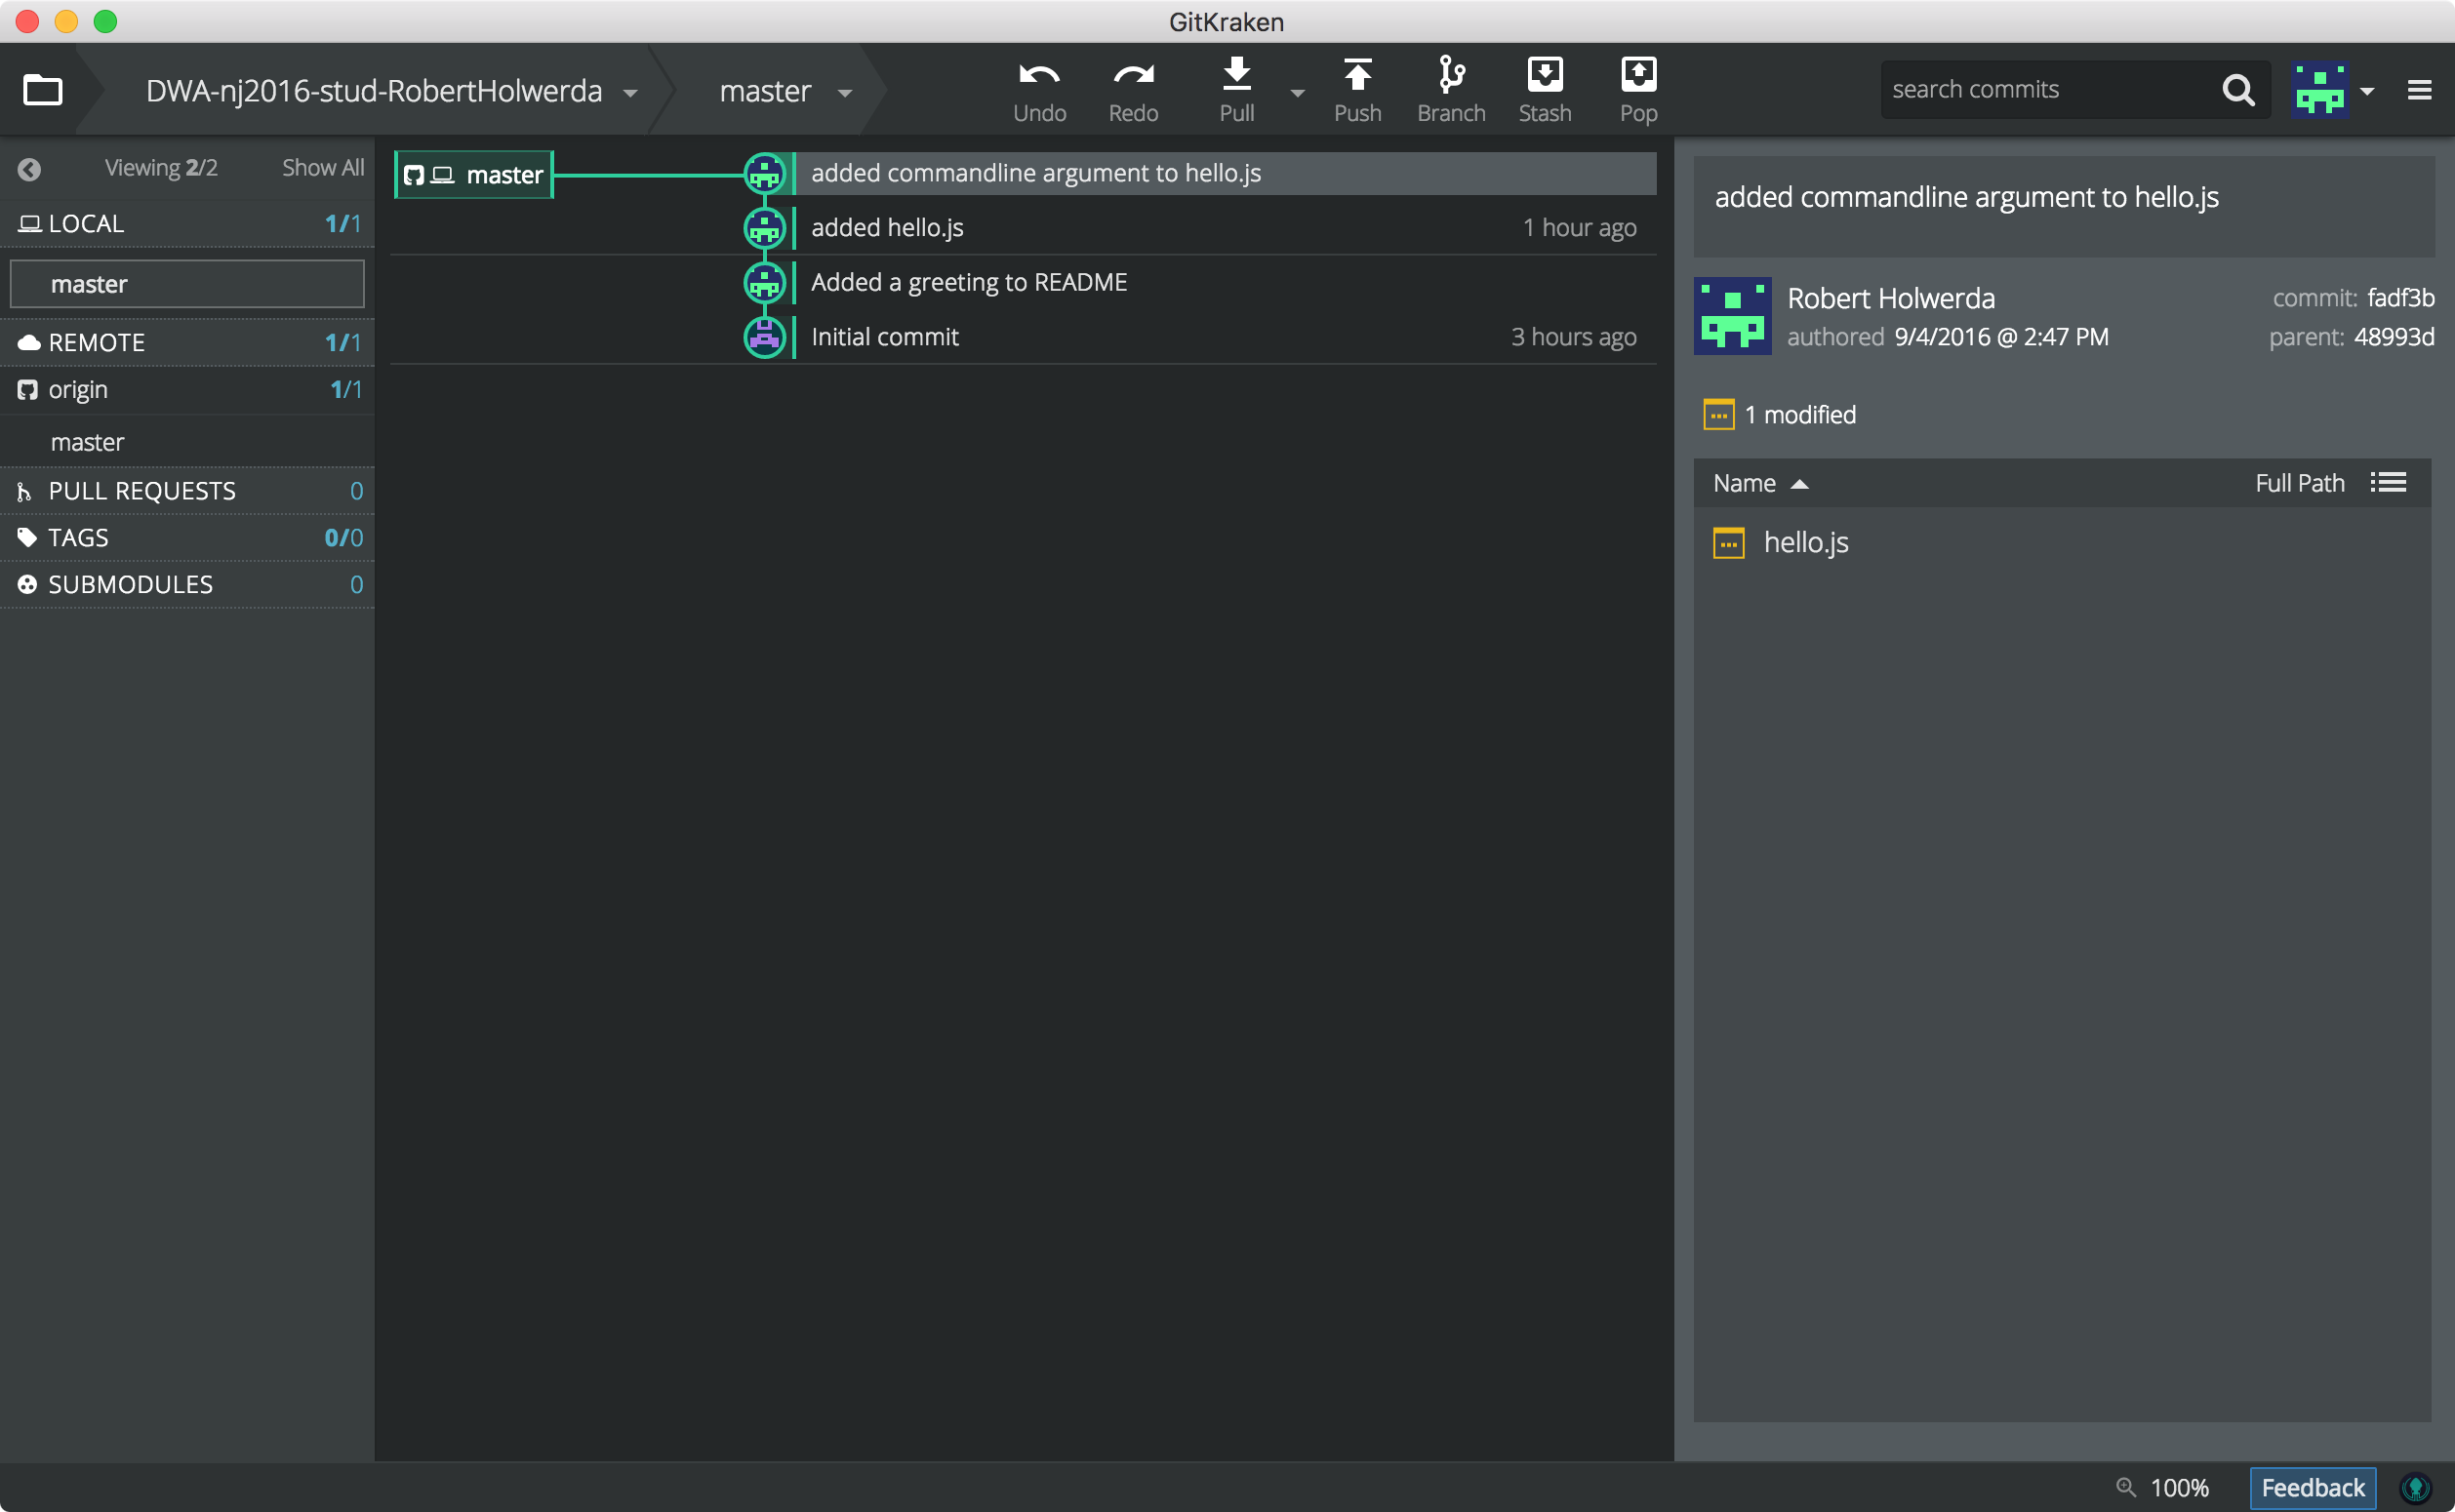 GitKraken
DWA-nj2016-stud-RobertHolwerda
master
Undo
Redo
Pull
Push
Branch
Stash
Pop
search commits
Viewing 2/2
Show All
LOCAL 1/1
master
REMOTE 1/1
origin 1/1
master
PULL REQUESTS 0
TAGS 0/0
SUBMODULES 0
master
added commandline argument to hello.js
added hello.js 1 hour ago
Added a greeting to README
Initial commit 3 hours ago
added commandline argument to hello.js
Robert Holwerda
commit: fadf3b
authored 9/4/2016 @ 2:47 PM
parent: 48993d
1 modified
Name
Full Path
hello.js
100%
Feedback